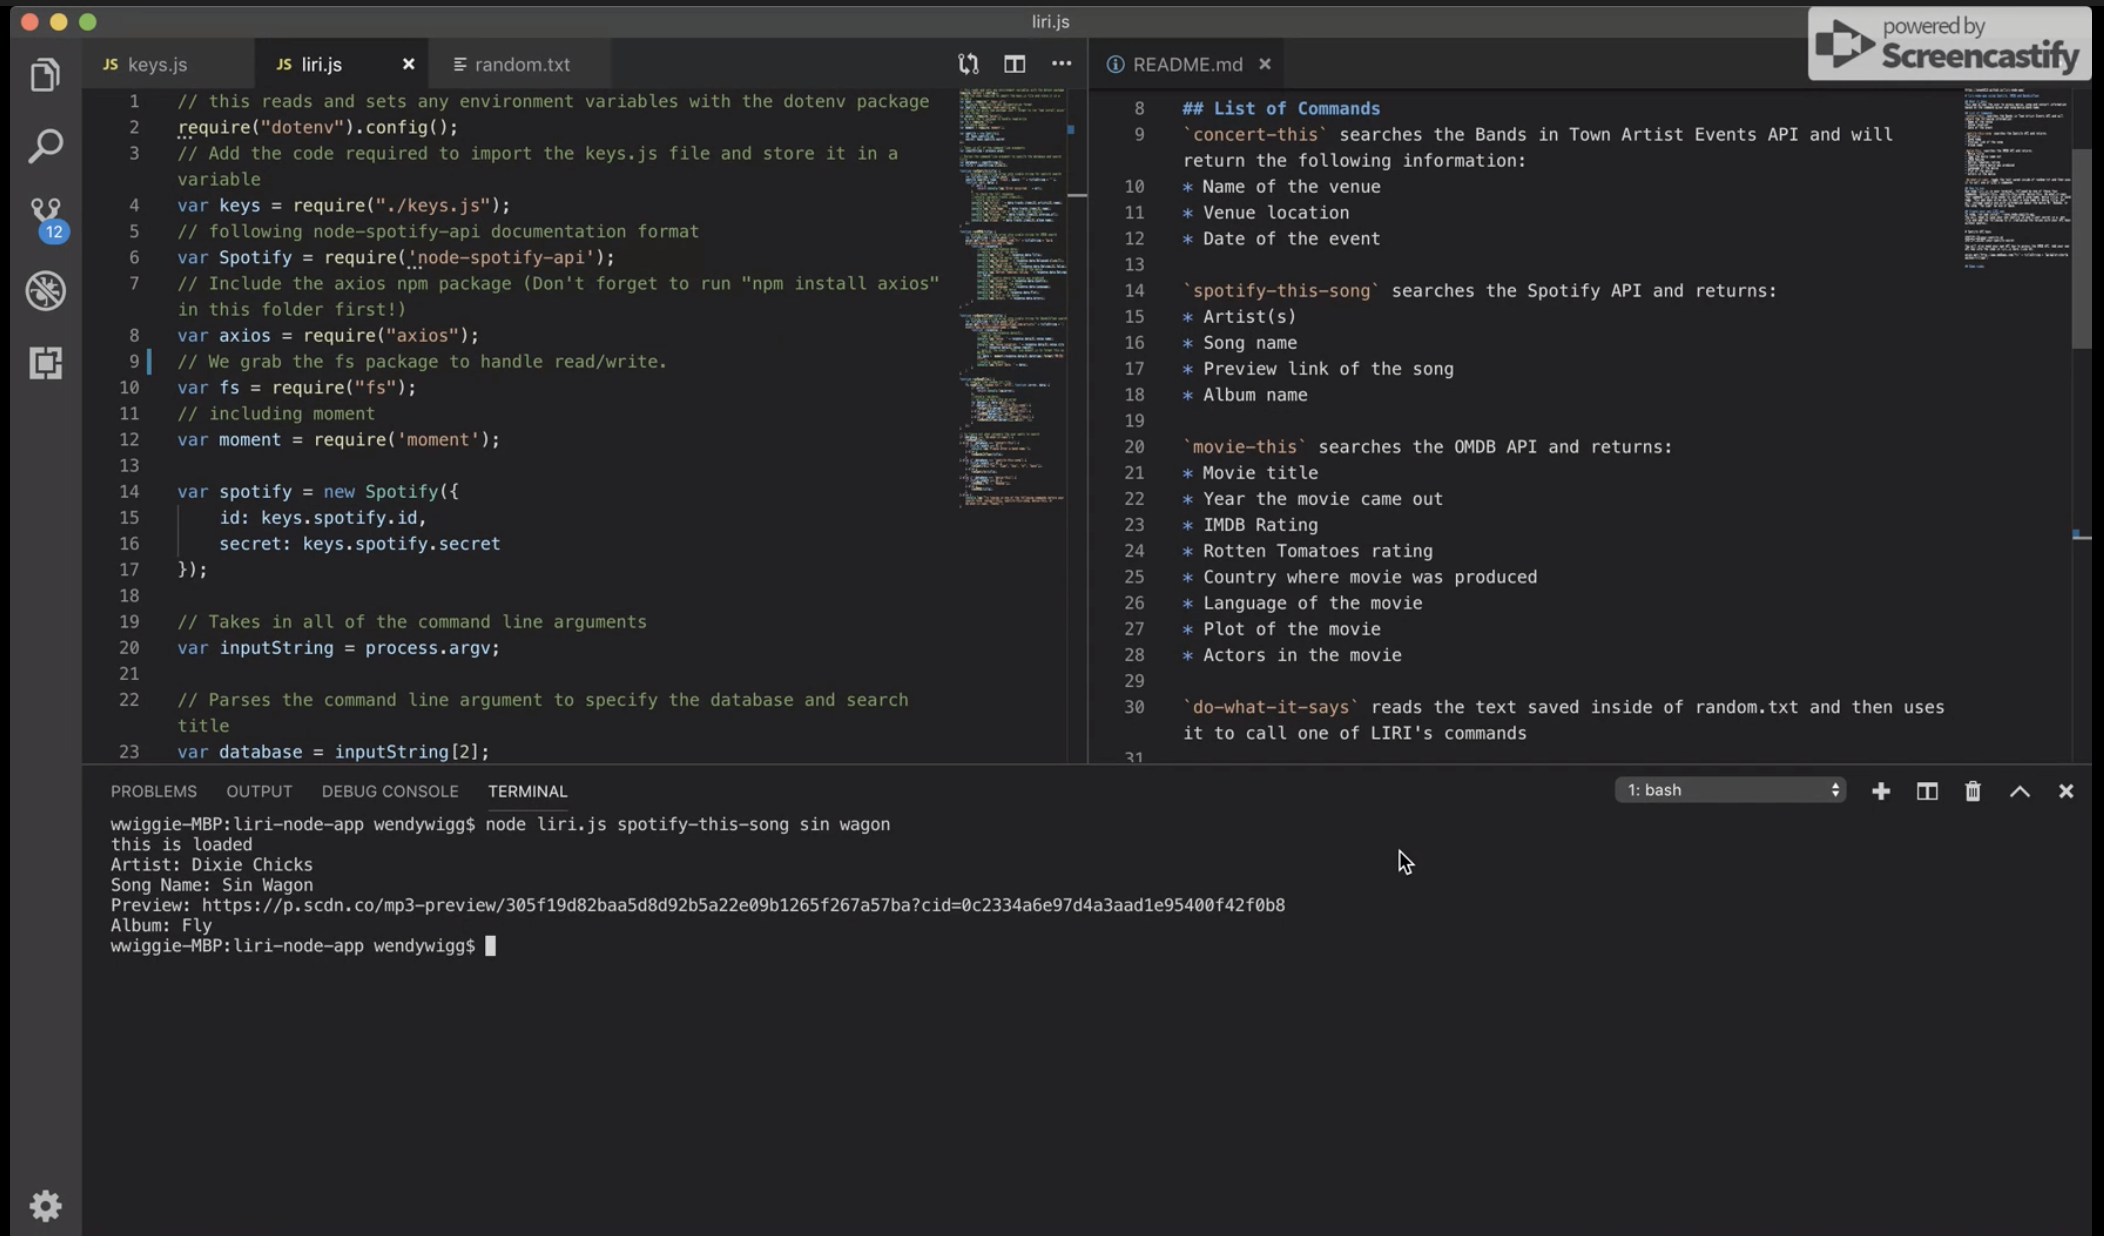 liri.js
powered by
Screencastify
JS keys.js
JS liri.js
random.txt
README.md
12
1 // this reads and sets any environment variables with the dotenv package
2 require("dotenv").config();
3 // Add the code required to import the keys.js file and store it in a
variable
4 var keys = require("./keys.js");
5 // following node-spotify-api documentation format
6 var Spotify = require('node-spotify-api');
7 // Include the axios npm package (Don't forget to run "npm install axios"
in this folder first!)
8 var axios = require("axios");
9 // We grab the fs package to handle read/write.
10 var fs = require("fs");
11 // including moment
12 var moment = require('moment');
13
14 var spotify = new Spotify({
15 id: keys.spotify.id,
16 secret: keys.spotify.secret
17 });
18
19 // Takes in all of the command line arguments
20 var inputString = process.argv;
21
22 // Parses the command line argument to specify the database and search
title
23 var database = inputString[2];
8 ## List of Commands
9 `concert-this` searches the Bands in Town Artist Events API and will
return the following information:
10 * Name of the venue
11 * Venue location
12 * Date of the event
13
14 `spotify-this-song` searches the Spotify API and returns:
15 * Artist(s)
16 * Song name
17 * Preview link of the song
18 * Album name
19
20 `movie-this` searches the OMDB API and returns:
21 * Movie title
22 * Year the movie came out
23 * IMDB Rating
24 * Rotten Tomatoes rating
25 * Country where movie was produced
26 * Language of the movie
27 * Plot of the movie
28 * Actors in the movie
29
30 `do-what-it-says` reads the text saved inside of random.txt and then uses
it to call one of LIRI's commands
31
PROBLEMS OUTPUT DEBUG CONSOLE TERMINAL
1: bash
wwiggie-MBP:liri-node-app wendywigg$ node liri.js spotify-this-song sin wagon
this is loaded
Artist: Dixie Chicks
Song Name: Sin Wagon
Preview: https://p.scdn.co/mp3-preview/305f19d82baa5d8d92b5a22e09b1265f267a57ba?cid=0c2334a6e97d4a3aad1e95400f42f0b8
Album: Fly
wwiggie-MBP:liri-node-app wendywigg$